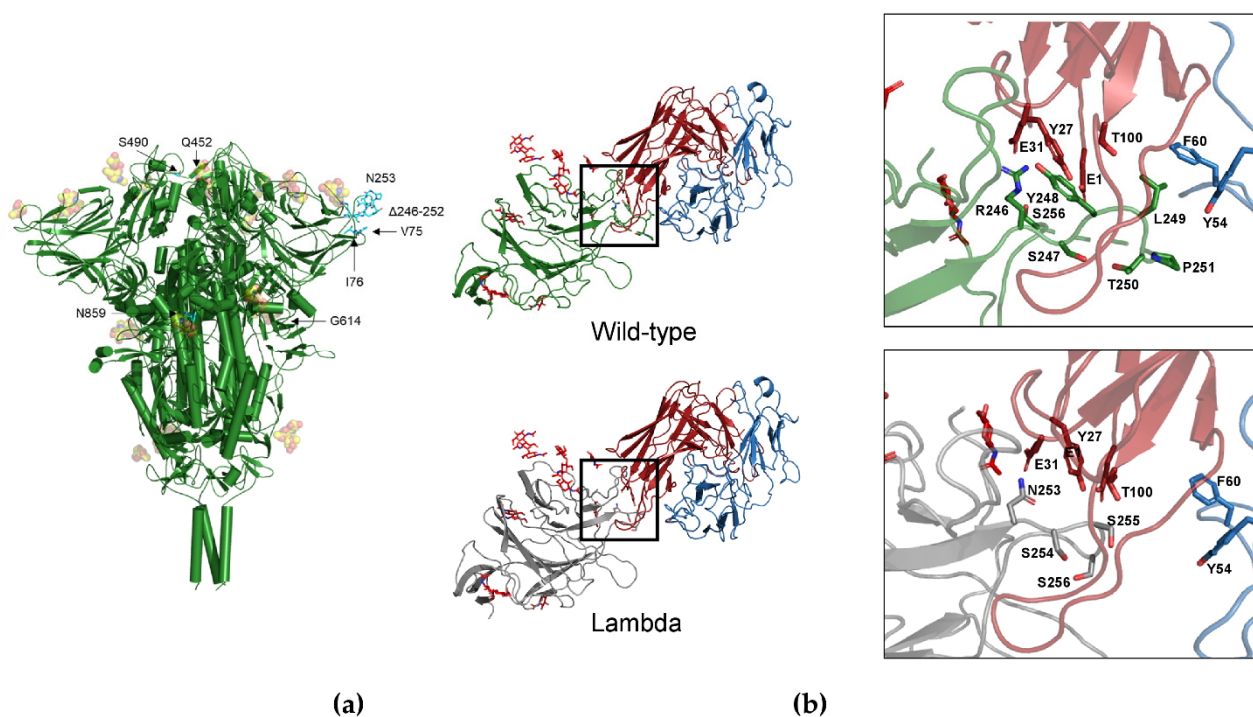 S490
Q452
N253
Δ246-252
V75
I76
N859
G614
Wild-type
Lambda
Y27
E31
T100
F60
E1
Y248
R246
S256
L249
Y54
S247
T250
P251
Y27
E1
E31
N253
T100
F60
S255
S254
S256
Y54
(a)
(b)